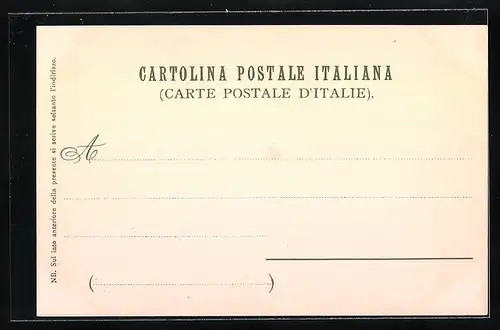 CARTOLINA POSTALE ITALIANA
(CARTE POSTALE D'ITALIE).
A
NB. Sul lato anteriore della presente si scrive soltanto l'indirizzo.